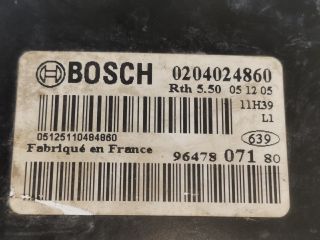 BOSCH 0204024860
Rth 5.50 05 12 05
11H39
L1
05125110484860
639
Fabriqué en France
96478 071 80